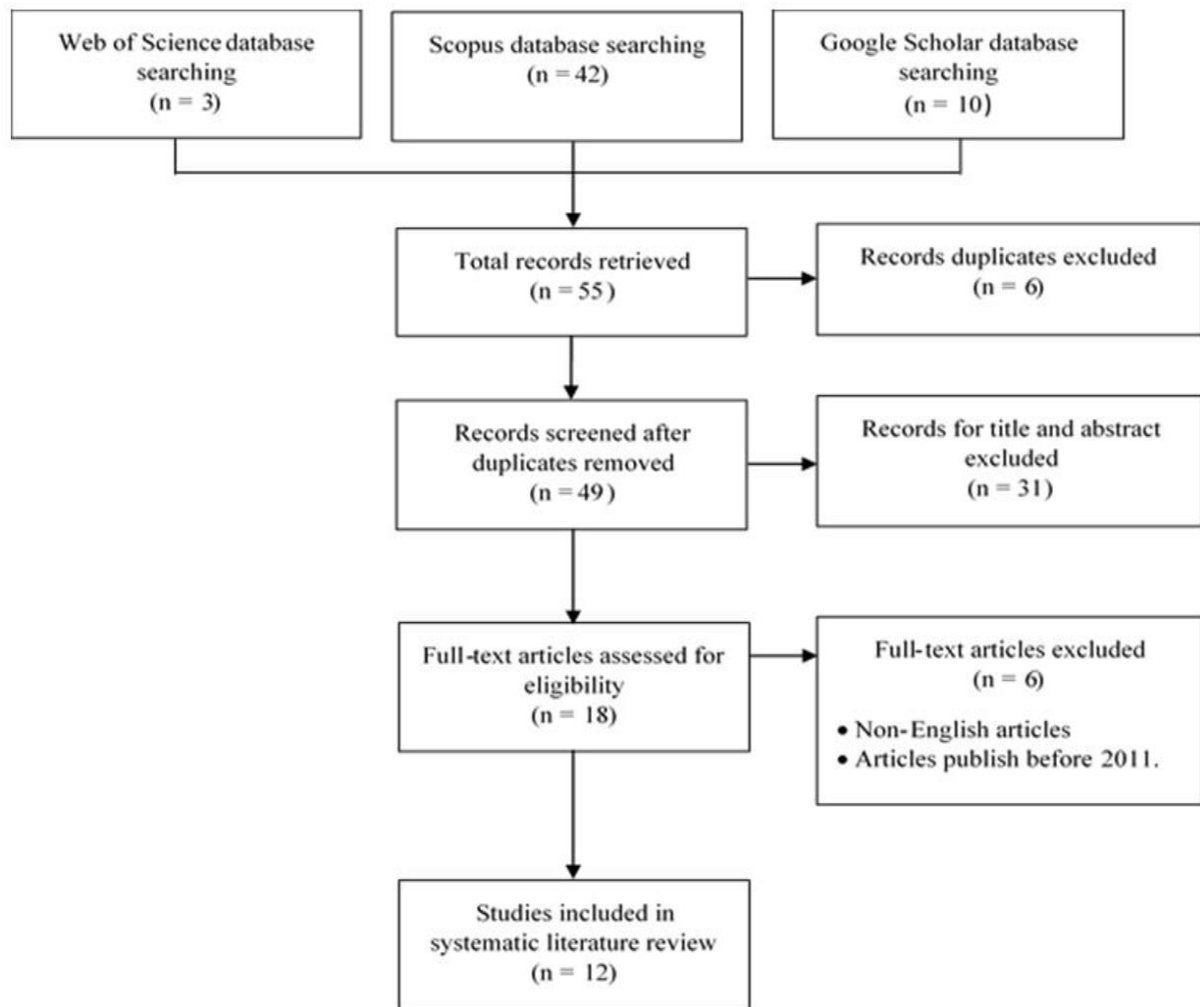 Web of Science database
searching
(n = 3)
Scopus database searching
(n = 42)
Google Scholar database
searching
(n = 10)
Total records retrieved
(n = 55)
Records duplicates excluded
(n = 6)
Records screened after
duplicates removed
(n = 49)
Records for title and abstract
excluded
(n = 31)
Full-text articles assessed for
eligibility
(n = 18)
Full-text articles excluded
(n = 6)
• Non-English articles
• Articles publish before 2011.
Studies included in
systematic literature review
(n = 12)